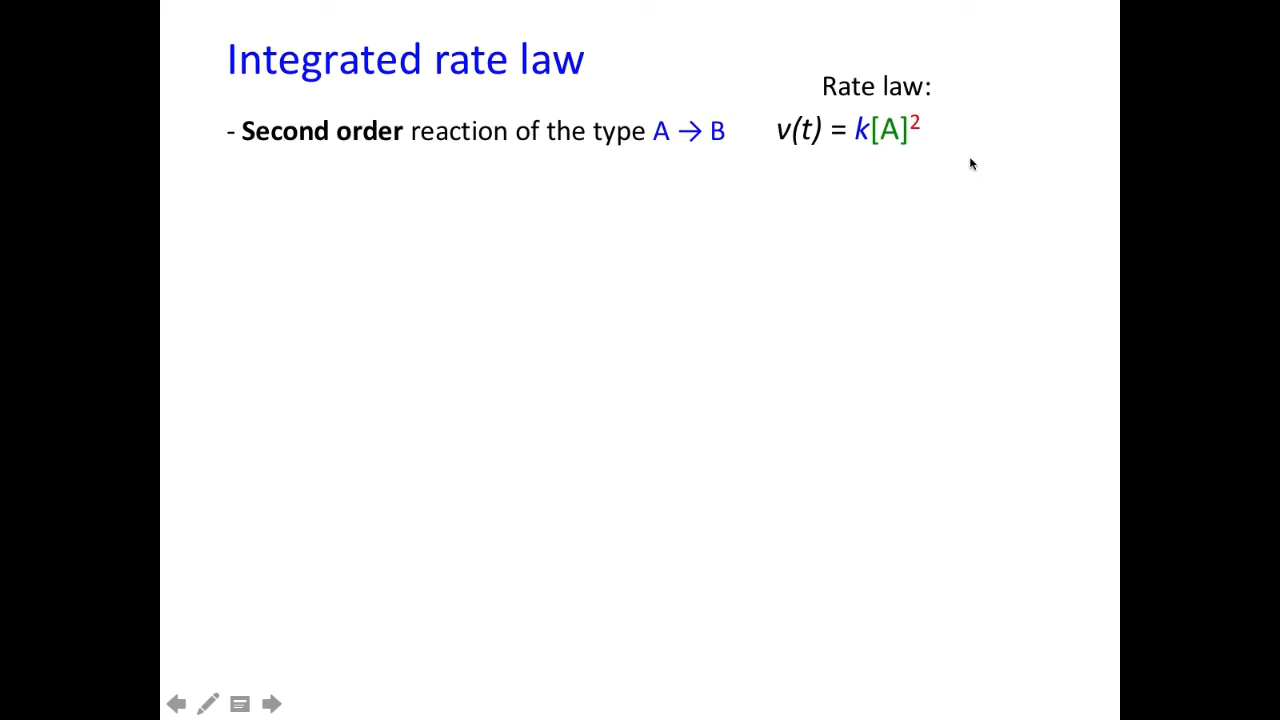 Integrated rate law
Rate law:
- Second order reaction of the type A → B
v(t) = k[A]²